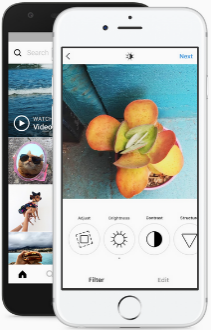 Search
WATCH
Video
Next
Adjust
Brightness
Contrast
Structure
Filter
Edit